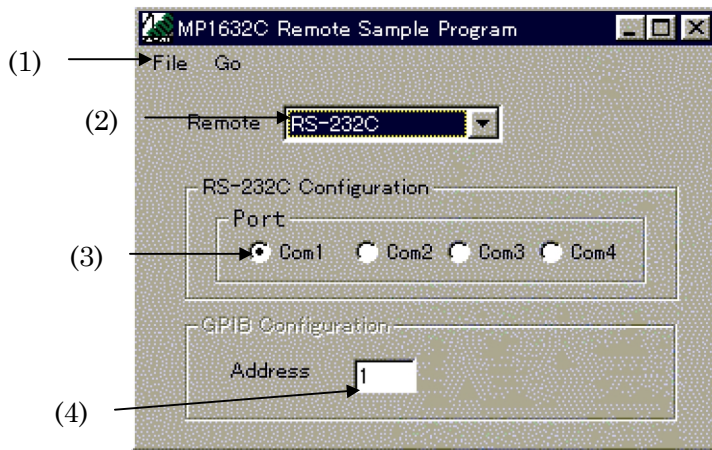 MP1632C Remote Sample Program
(1)
File Go
(2)
Remote RS-232C
RS-232C Configuration
Port
(3)
Com1 Com2 Com3 Com4
GPIB Configuration
Address 1
(4)